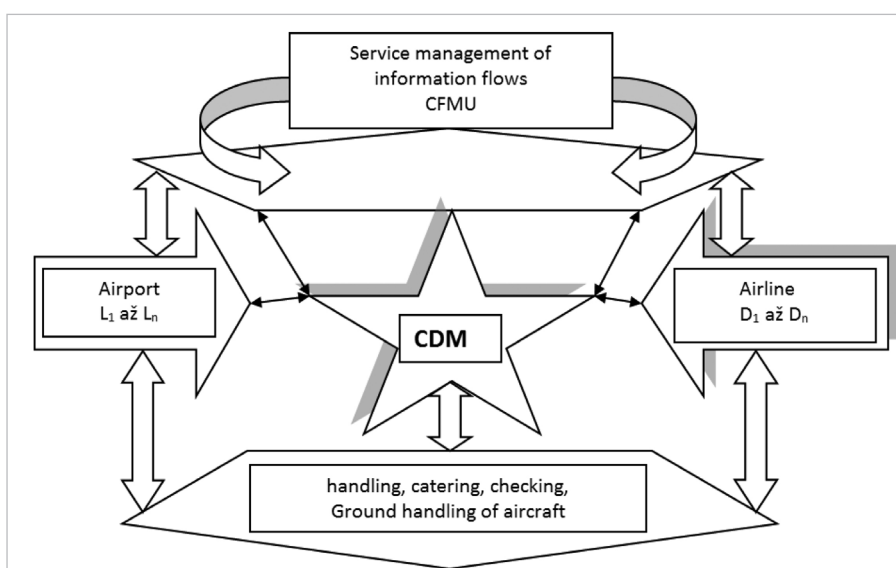 Service management of
information flows
CFMU
Airport
L₁ až Lₙ
Airline
D₁ až Dₙ
CDM
handling, catering, checking,
Ground handling of aircraft